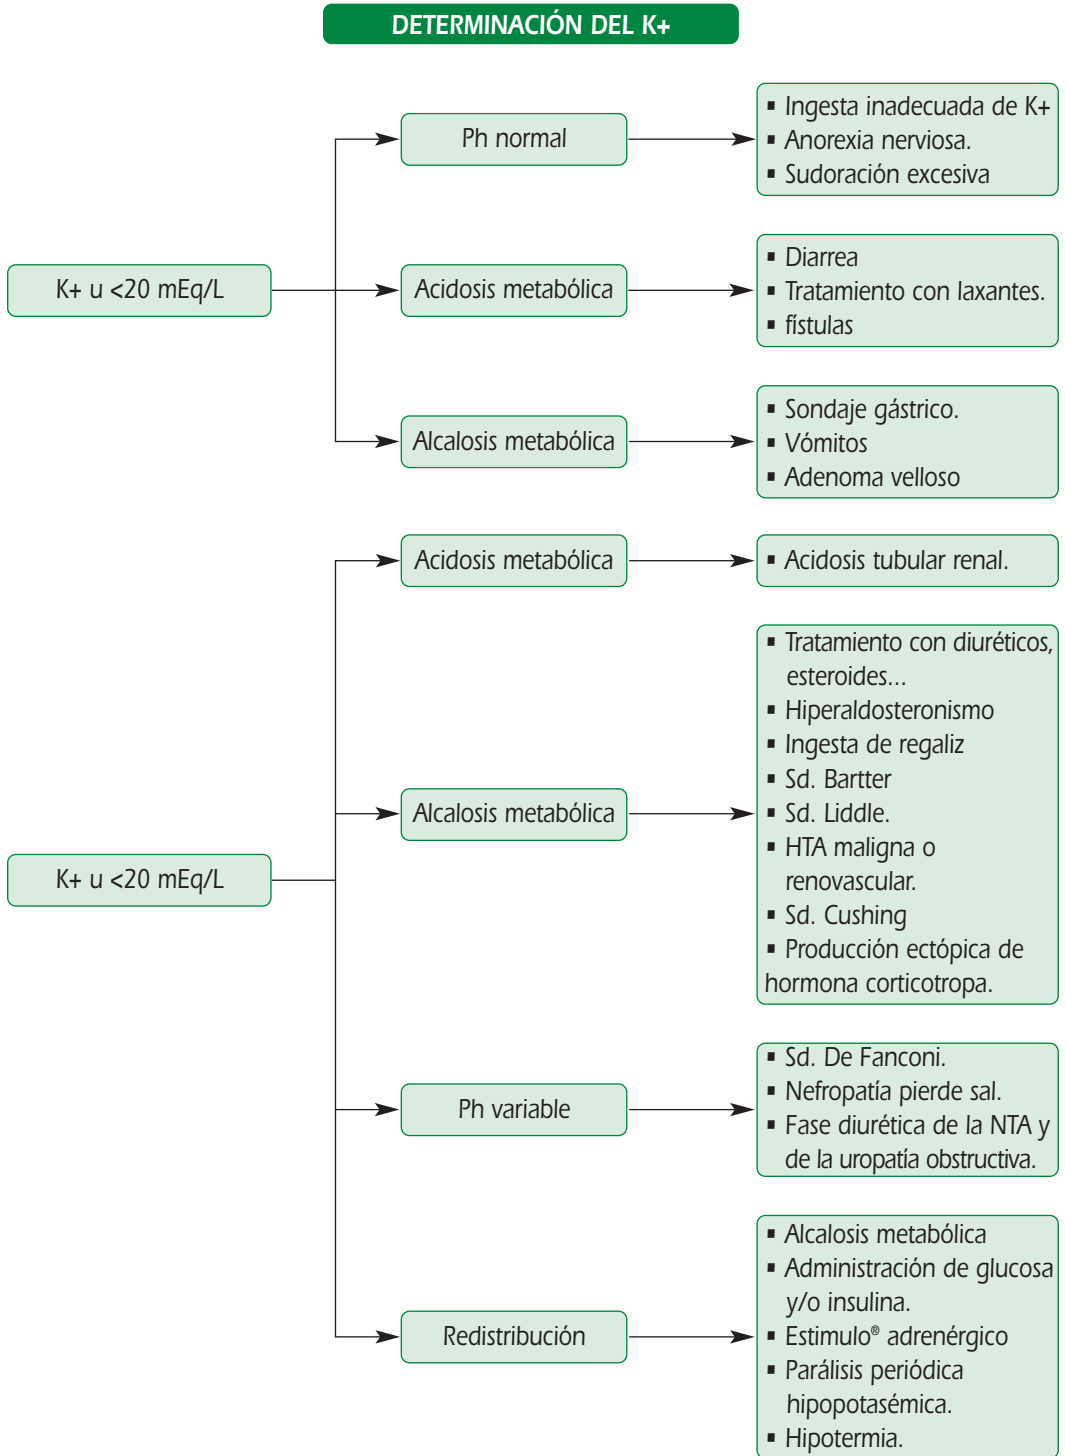 DETERMINACIÓN DEL K+
K+ u <20 mEq/L
Ph normal
▪ Ingesta inadecuada de K+
▪ Anorexia nerviosa.
▪ Sudoración excesiva
Acidosis metabólica
▪ Diarrea
▪ Tratamiento con laxantes.
▪ fístulas
Alcalosis metabólica
▪ Sondaje gástrico.
▪ Vómitos
▪ Adenoma velloso
K+ u <20 mEq/L
Acidosis metabólica
▪ Acidosis tubular renal.
Alcalosis metabólica
▪ Tratamiento con diuréticos,
esteroides...
▪ Hiperaldosteronismo
▪ Ingesta de regaliz
▪ Sd. Bartter
▪ Sd. Liddle.
▪ HTA maligna o
renovascular.
▪ Sd. Cushing
▪ Producción ectópica de
hormona corticotropa.
Ph variable
▪ Sd. De Fanconi.
▪ Nefropatía pierde sal.
▪ Fase diurética de la NTA y
de la uropatía obstructiva.
Redistribución
▪ Alcalosis metabólica
▪ Administración de glucosa
y/o insulina.
▪ Estimulo® adrenérgico
▪ Parálisis periódica
hipopotasémica.
▪ Hipotermia.